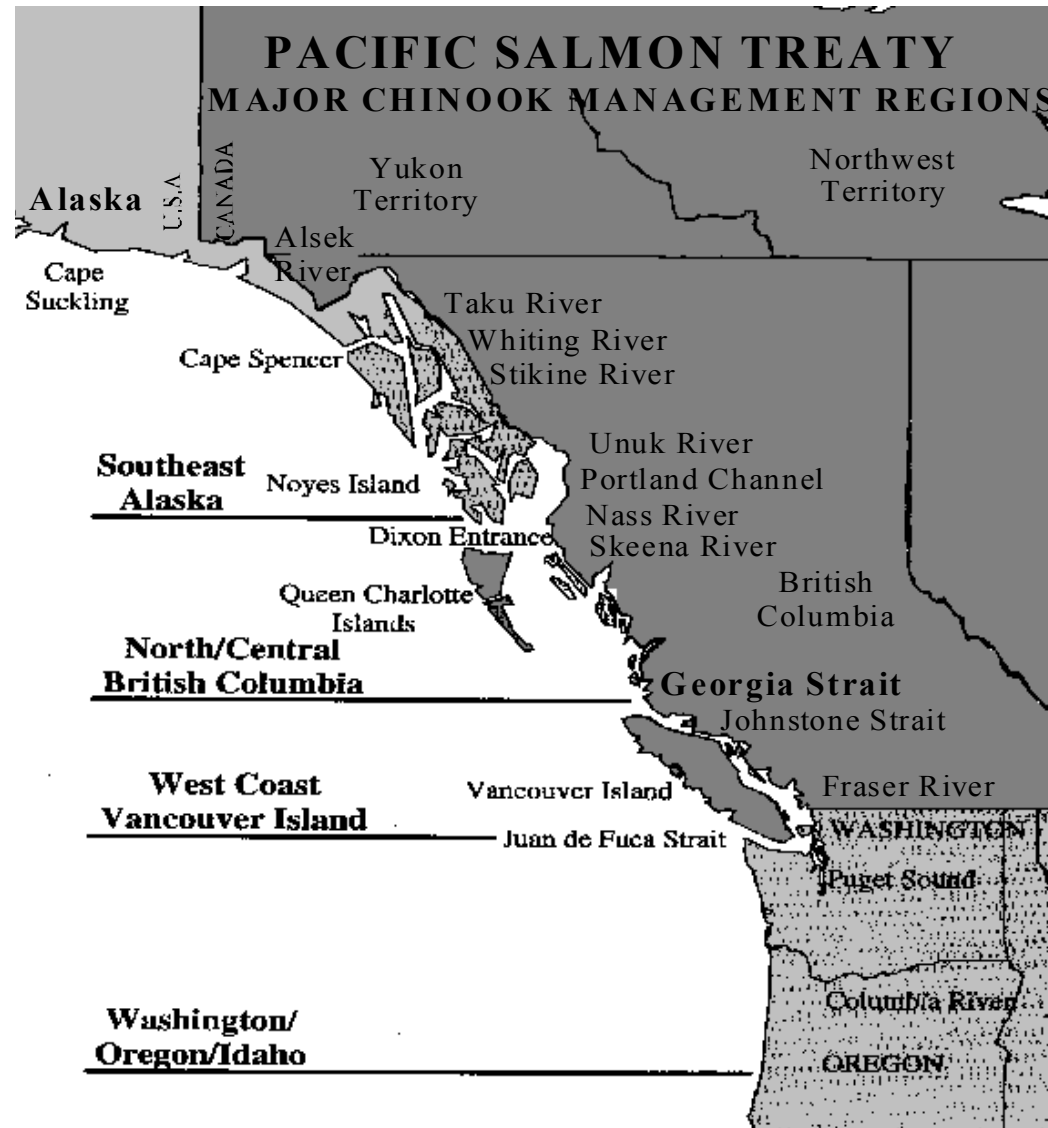 PACIFIC SALMON TREATY
MAJOR CHINOOK MANAGEMENT REGIONS
Yukon
Territory
Northwest
Territory
Alaska
U.S.A
CANADA
Alsek
River
Cape
Suckling
Taku River
Whiting River
Cape Spencer
Stikine River
Unuk River
Southeast
Alaska
Noyes Island
Portland Channel
Nass River
Dixon Entrance
Skeena River
British
Columbia
Queen Charlotte
Islands
North/Central
British Columbia
Georgia Strait
Johnstone Strait
West Coast
Vancouver Island
Vancouver Island
Fraser River
Juan de Fuca Strait
WASHINGTON
Puget Sound
Columbia River
Washington/
Oregon/Idaho
OREGON